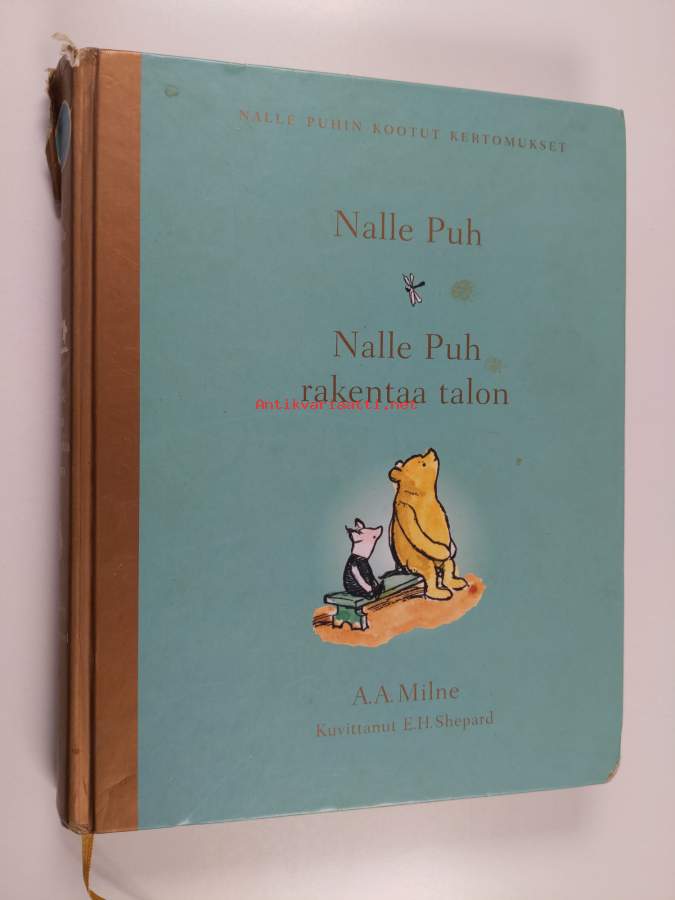 NALLE PUHIN KOOTUT KERTOMUKSET
Nalle Puh
Nalle Puh
rakentaa talon
Antikvariaatti.net
A.A.Milne
Kuvittanut E.H.Shepard